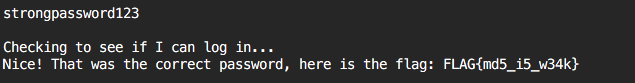 strongpassword123
Checking to see if I can log in...
Nice! That was the correct password, here is the flag: FLAG{md5_i5_w34k}